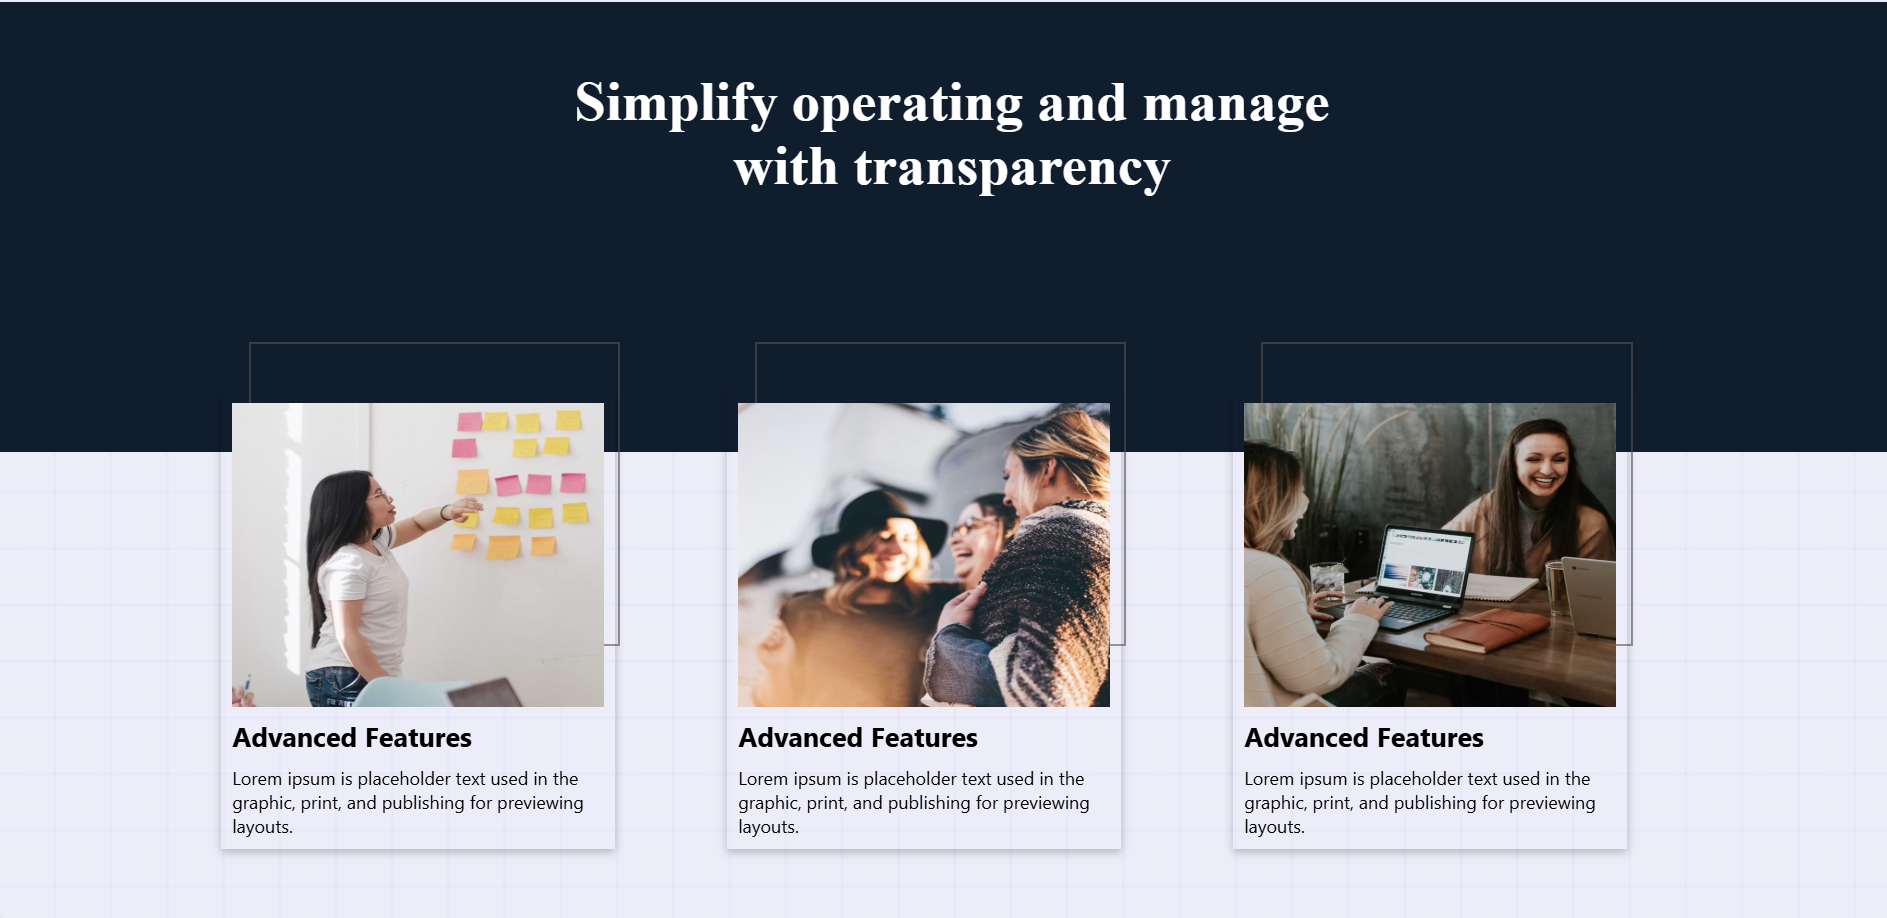 Simplify operating and manage
with transparency
Advanced Features
Lorem ipsum is placeholder text used in the
graphic, print, and publishing for previewing
layouts.
Advanced Features
Lorem ipsum is placeholder text used in the
graphic, print, and publishing for previewing
layouts.
Advanced Features
Lorem ipsum is placeholder text used in the
graphic, print, and publishing for previewing
layouts.